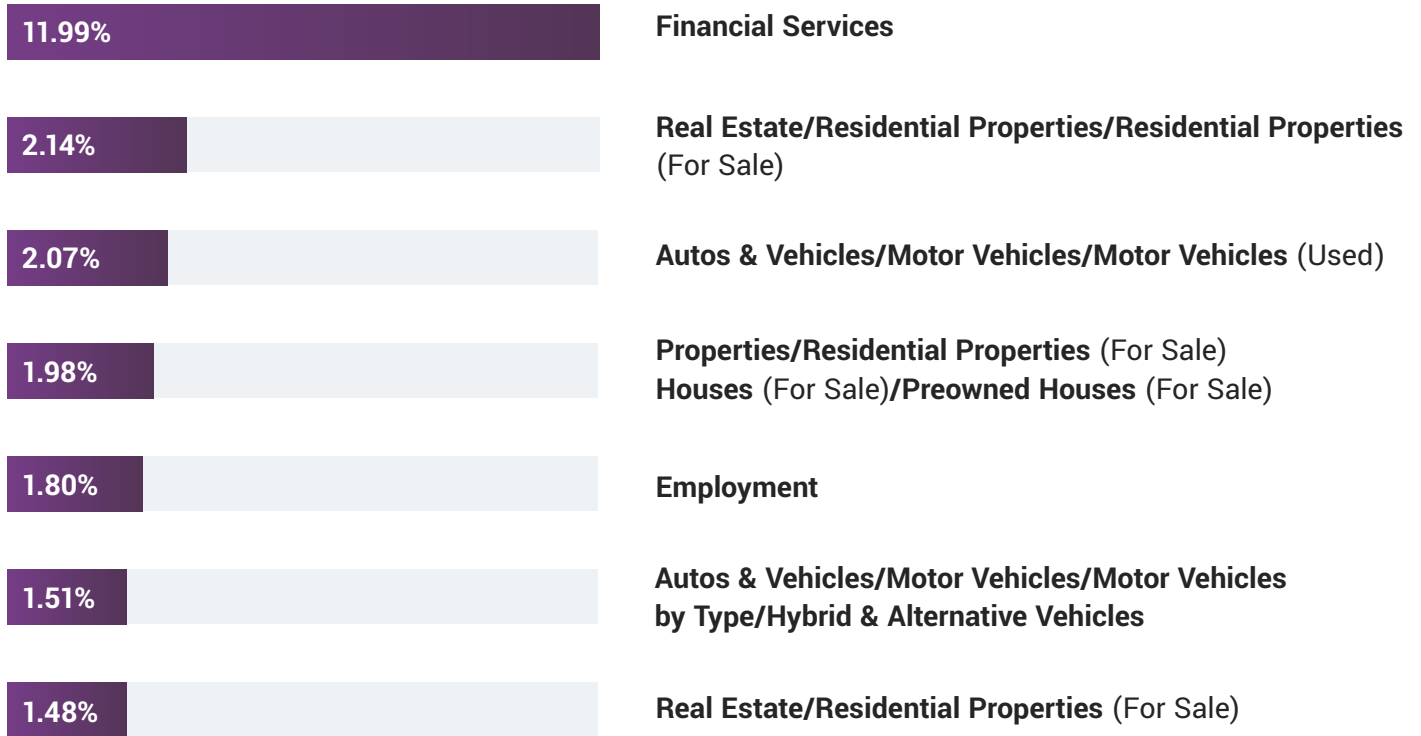 11.99%
Financial Services
2.14%
Real Estate/Residential Properties/Residential Properties
(For Sale)
2.07%
Autos & Vehicles/Motor Vehicles/Motor Vehicles (Used)
1.98%
Properties/Residential Properties (For Sale)
Houses (For Sale)/Preowned Houses (For Sale)
1.80%
Employment
1.51%
Autos & Vehicles/Motor Vehicles/Motor Vehicles
by Type/Hybrid & Alternative Vehicles
1.48%
Real Estate/Residential Properties (For Sale)